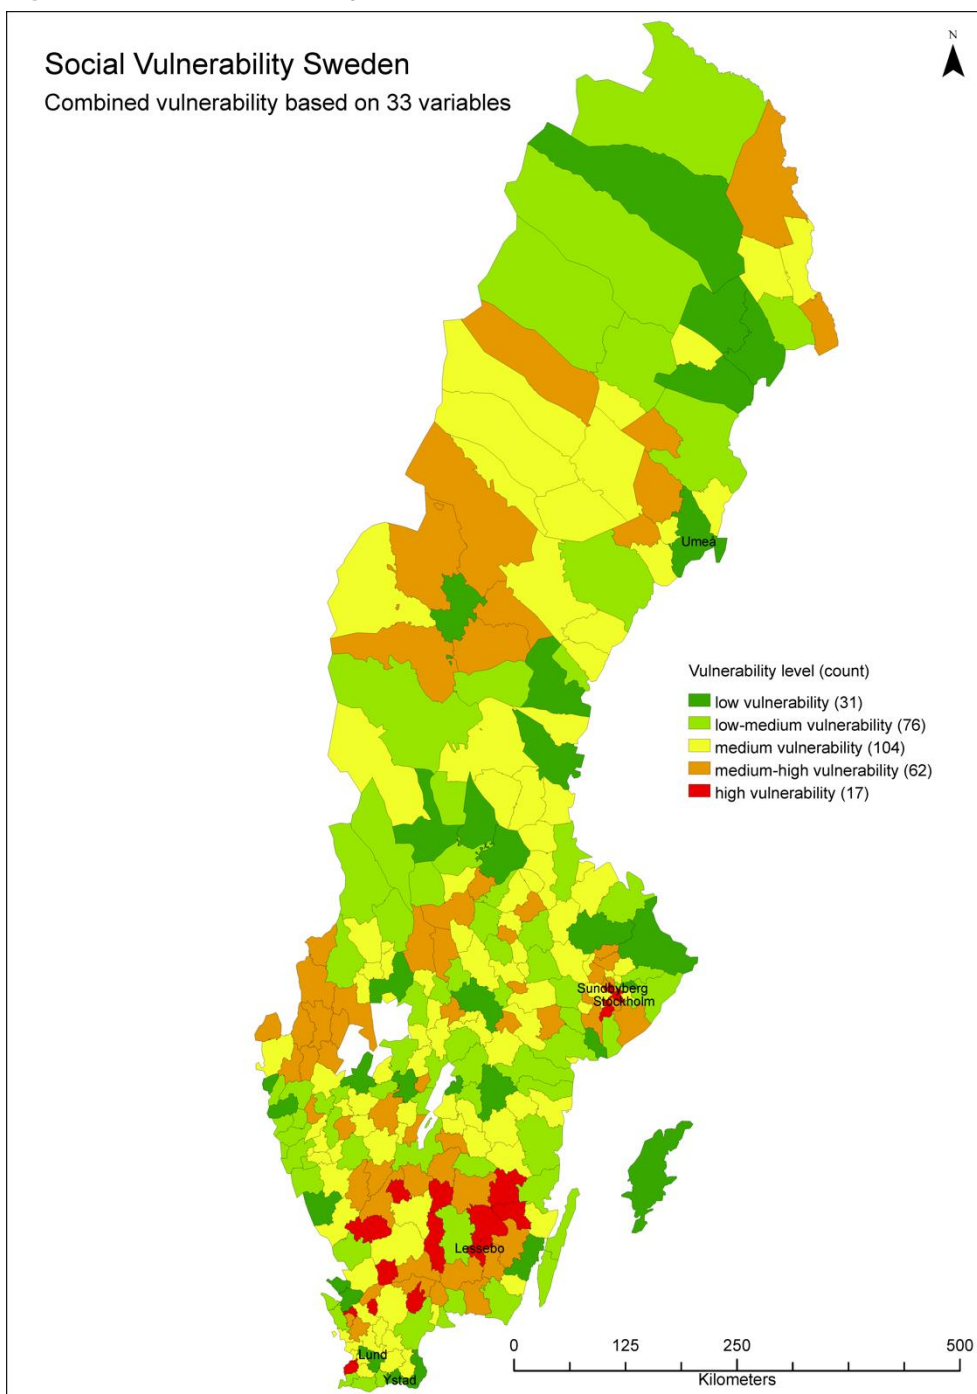 Social Vulnerability Sweden
Combined vulnerability based on 33 variables
N
Umeå
Vulnerability level (count)
low vulnerability (31)
low-medium vulnerability (76)
medium vulnerability (104)
medium-high vulnerability (62)
high vulnerability (17)
Sundbyberg
Stockholm
Lessebo
Lund
Ystad
0 125 250 500
Kilometers